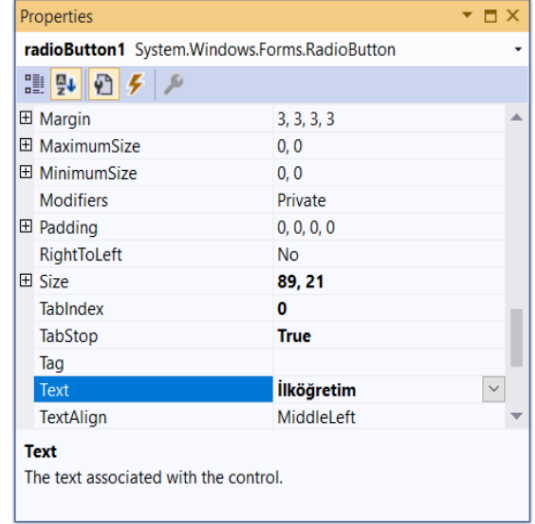 Properties
radioButton1 System.Windows.Forms.RadioButton
Margin 3, 3, 3, 3
MaximumSize 0, 0
MinimumSize 0, 0
Modifiers Private
Padding 0, 0, 0, 0
RightToLeft No
Size 89, 21
TabIndex 0
TabStop True
Tag
Text İlköğretim
TextAlign MiddleLeft
Text
The text associated with the control.